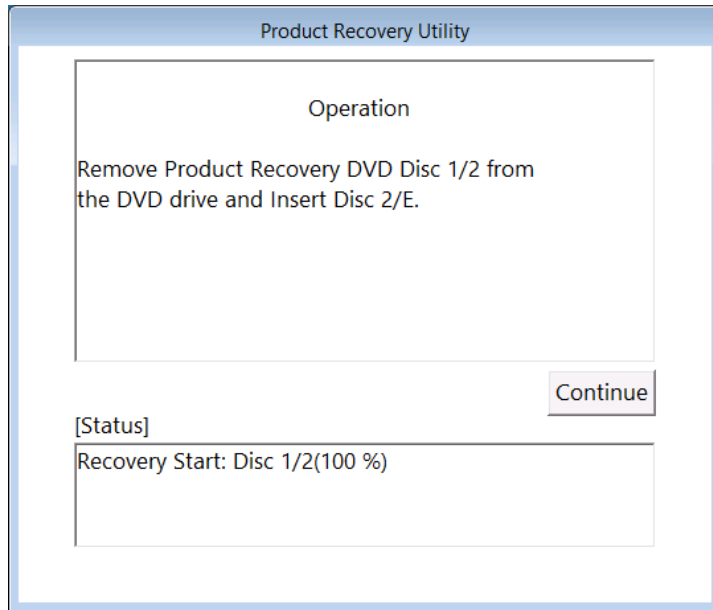 Product Recovery Utility
Operation
Remove Product Recovery DVD Disc 1/2 from
the DVD drive and Insert Disc 2/E.
Continue
[Status]
Recovery Start: Disc 1/2(100 %)